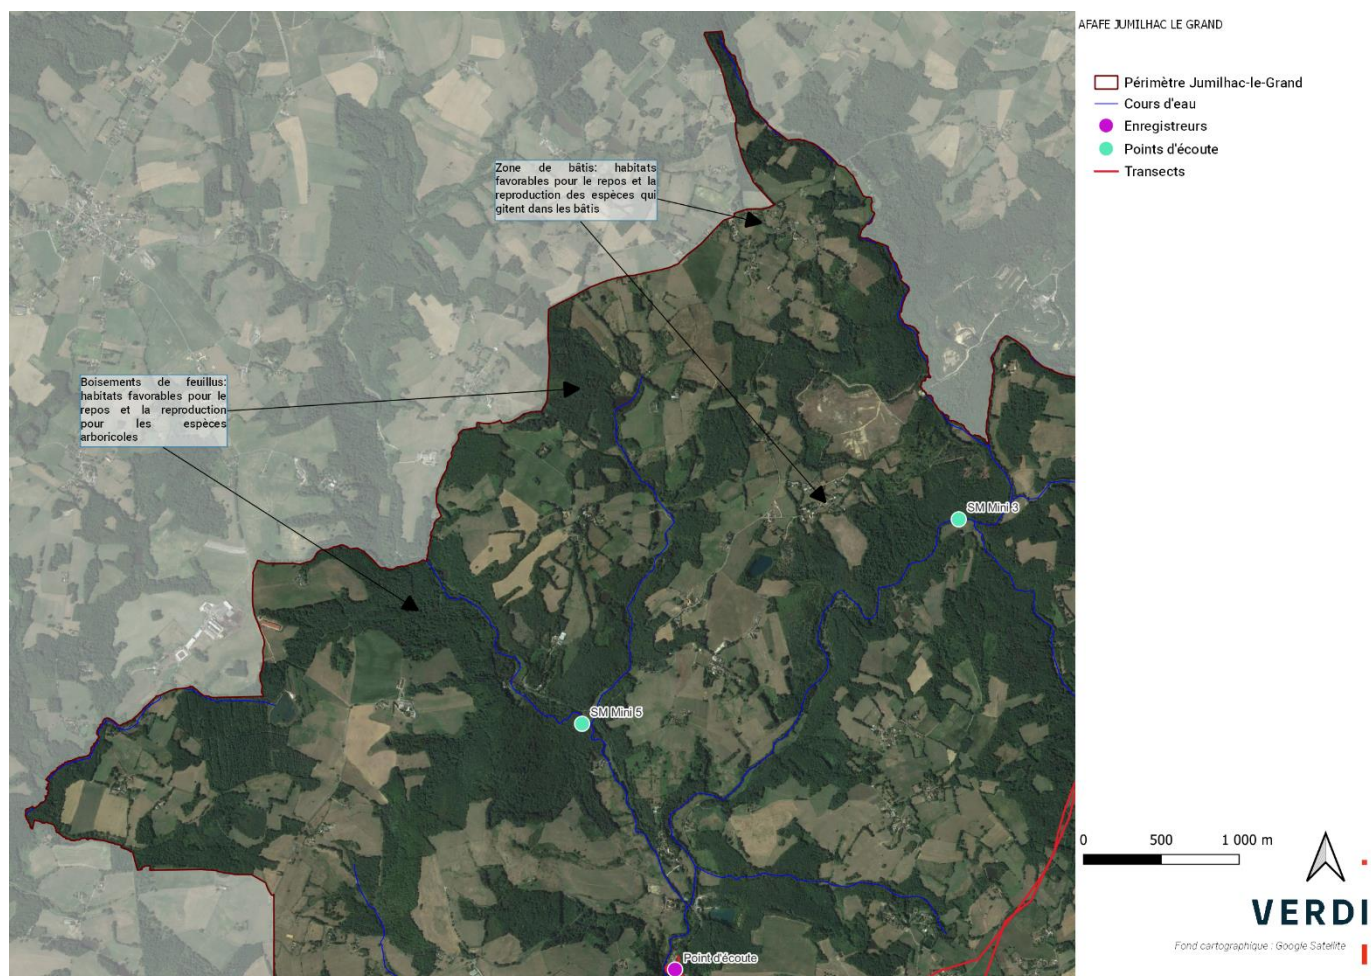 AFAFE JUMILHAC LE GRAND
Périmètre Jumilhac-le-Grand
Cours d'eau
Enregistreurs
Points d'écoute
Transects
Zone de bâtis: habitats
favorables pour le repos et la
reproduction des espèces qui
gitent dans les bâtis
Boisements de feuillus:
habitats favorables pour le
repos et la reproduction
pour les espèces
arboricoles
SM Mini 3
SM Mini 5
Point d'écoute
0 500 1 000 m
VERDI
Fond cartographique : Google Satellite